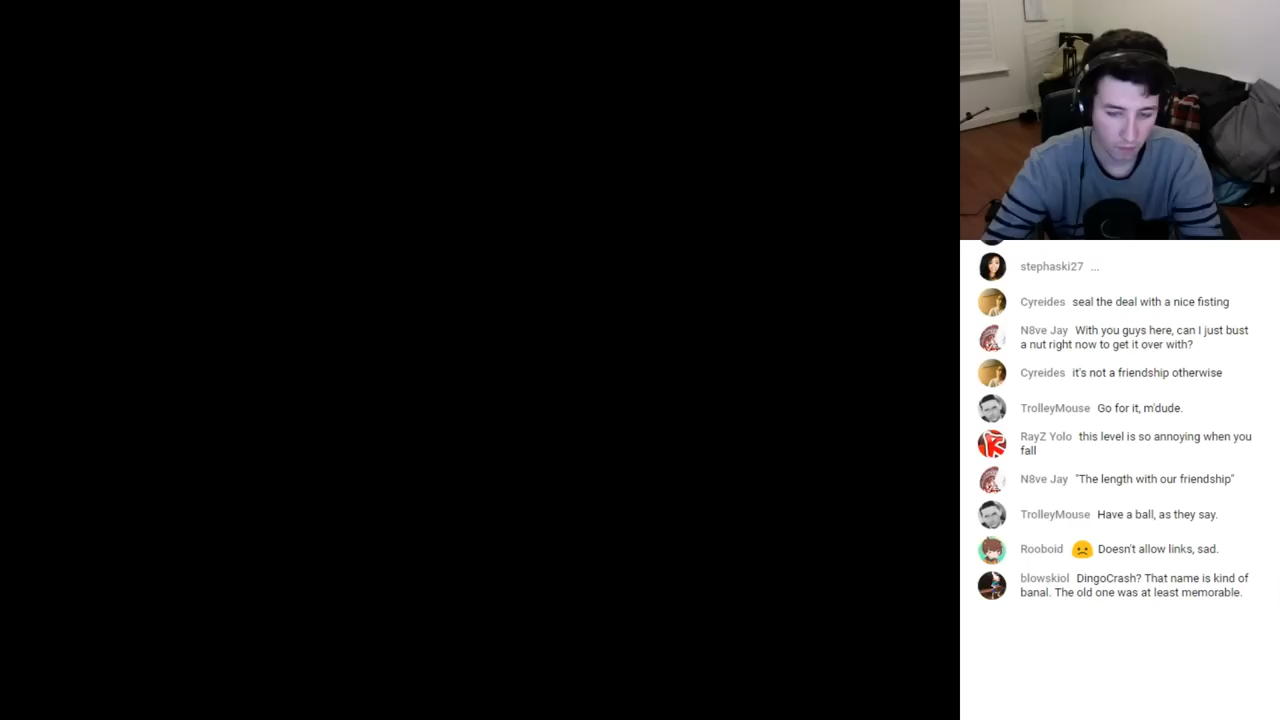 stephaski27 ...
Cyreides seal the deal with a nice fisting
N8ve Jay With you guys here, can I just bust
a nut right now to get it over with?
Cyreides it's not a friendship otherwise
TrolleyMouse Go for it, m'dude.
RayZ Yolo this level is so annoying when you
fall
N8ve Jay "The length with our friendship"
TrolleyMouse Have a ball, as they say.
Rooboid Doesn't allow links, sad.
blowskiol DingoCrash? That name is kind of
banal. The old one was at least memorable.